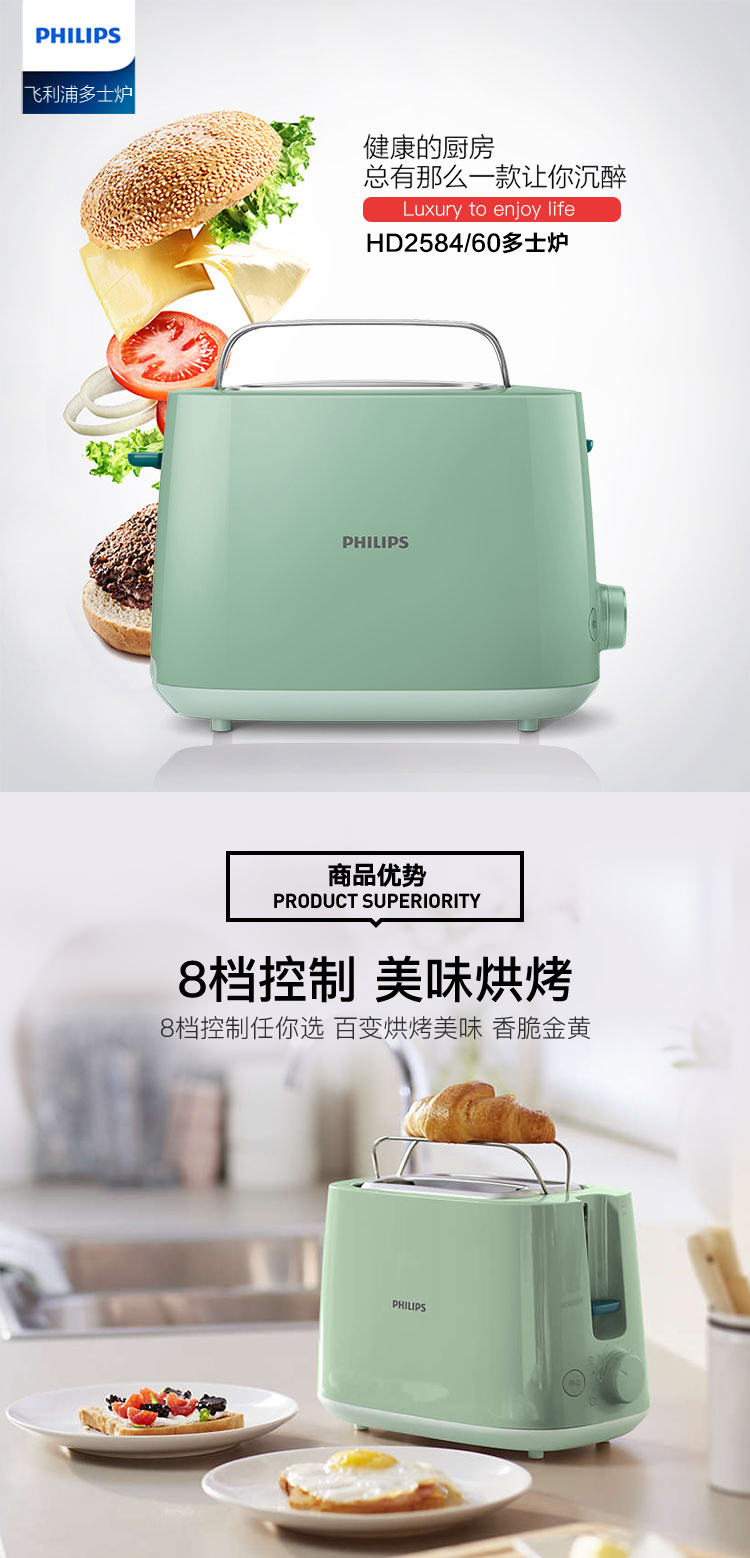 PHILIPS
飞利浦多士炉
健康的厨房
总有那么一款让你沉醉
Luxury to enjoy life
HD2584/60多士炉
PHILIPS
商品优势
PRODUCT SUPERIORITY
8档控制 美味烘烤
8档控制任你选 百变烘烤美味 香脆金黄
PHILIPS